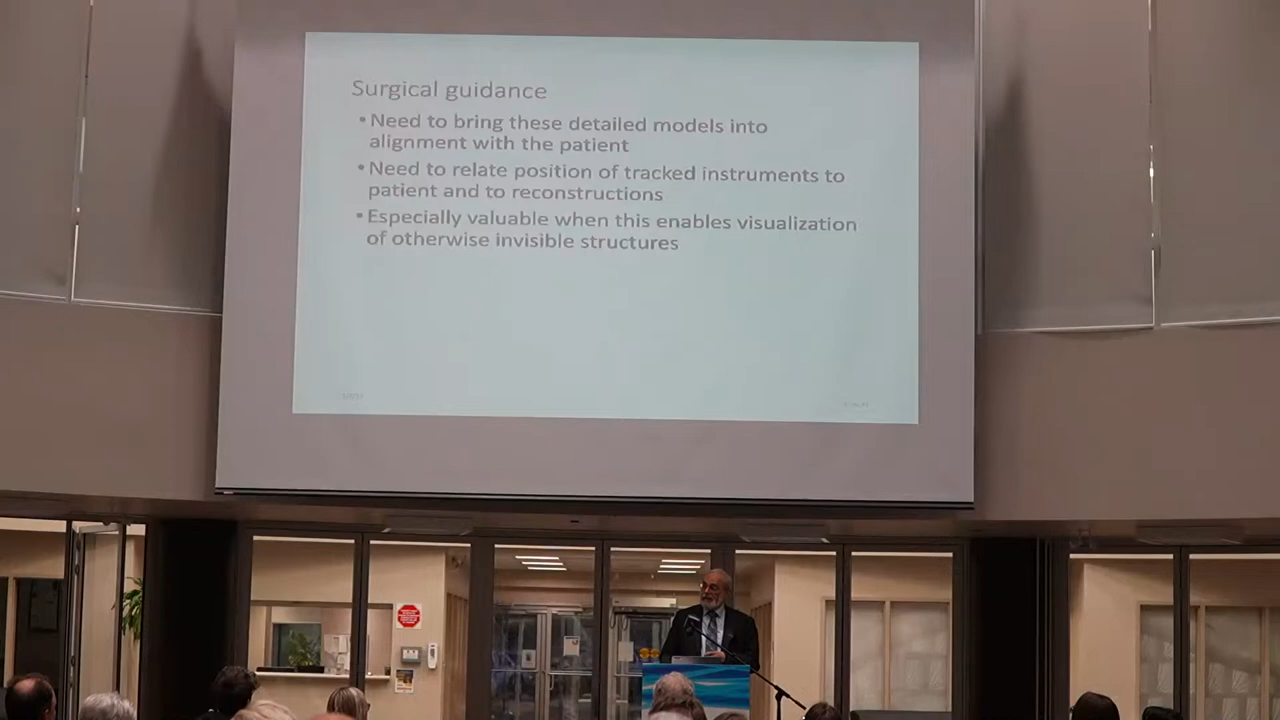 Surgical guidance
• Need to bring these detailed models into
alignment with the patient
• Need to relate position of tracked instruments to
patient and to reconstructions
• Especially valuable when this enables visualization
of otherwise invisible structures